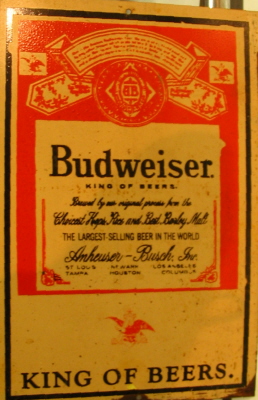 Budweiser.
KING OF BEERS.
Brewed by our original process from the
Choicest Hops, Rice and Best Barley Malt
THE LARGEST-SELLING BEER IN THE WORLD
Anheuser-Busch, Inc.
ST. LOUIS NEWARK LOS ANGELES
TAMPA HOUSTON COLUMBUS
KING OF BEERS.